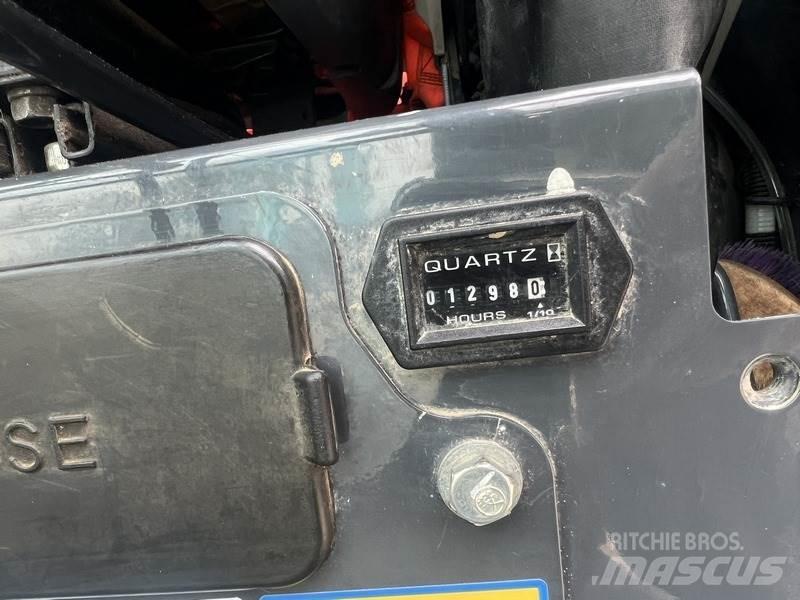 QUARTZ
012980
HOURS 1/10
SE
RITCHIE BROS.
MASCUS